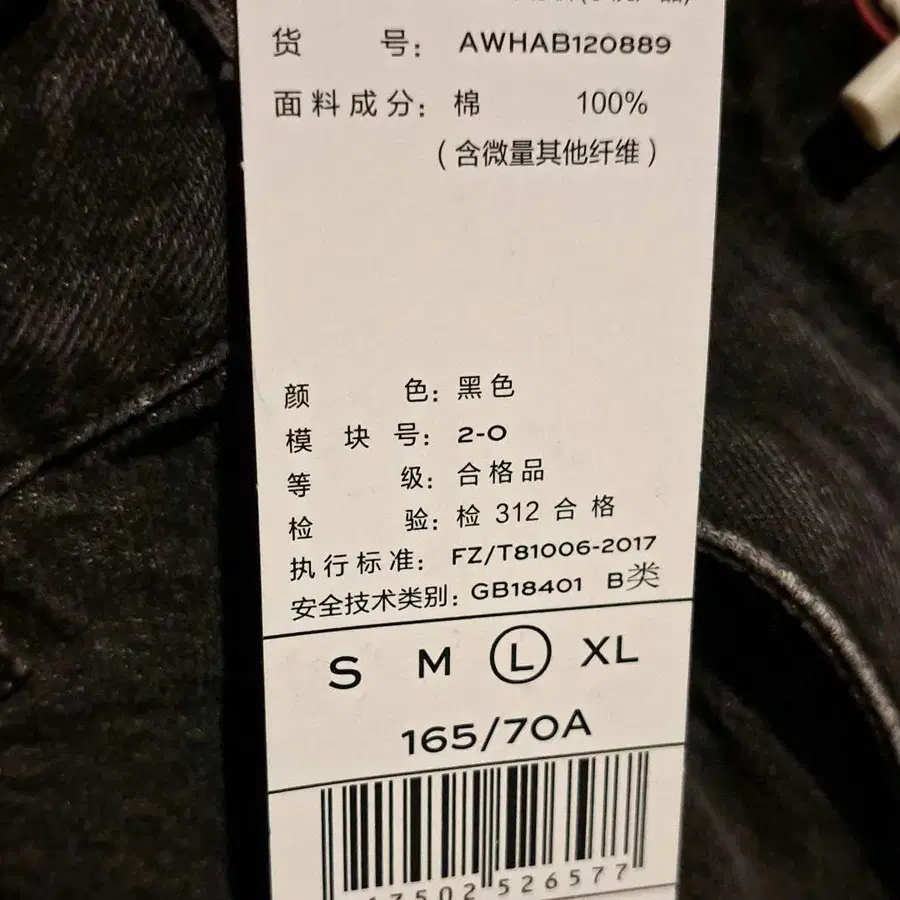 货 号：AWHAB120889
面料成分：棉 100%
（含微量其他纤维）
颜 色：黑色
模 块 号：2-0
等 级：合格品
检 验：检 312 合 格
执行标准：FZ/T81006-2017
安全技术类别：GB18401 B类
S M L XL
165/70A
17502 526577